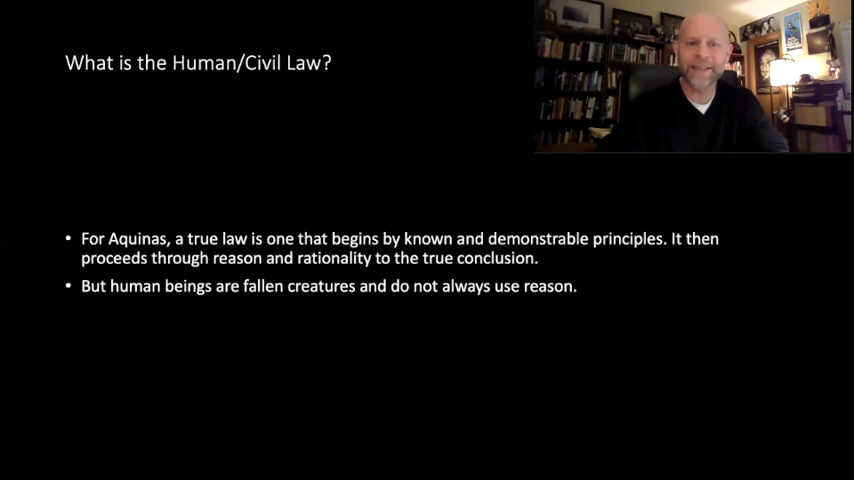 What is the Human/Civil Law?
• For Aquinas, a true law is one that begins by known and demonstrable principles. It then
proceeds through reason and rationality to the true conclusion.
• But human beings are fallen creatures and do not always use reason.